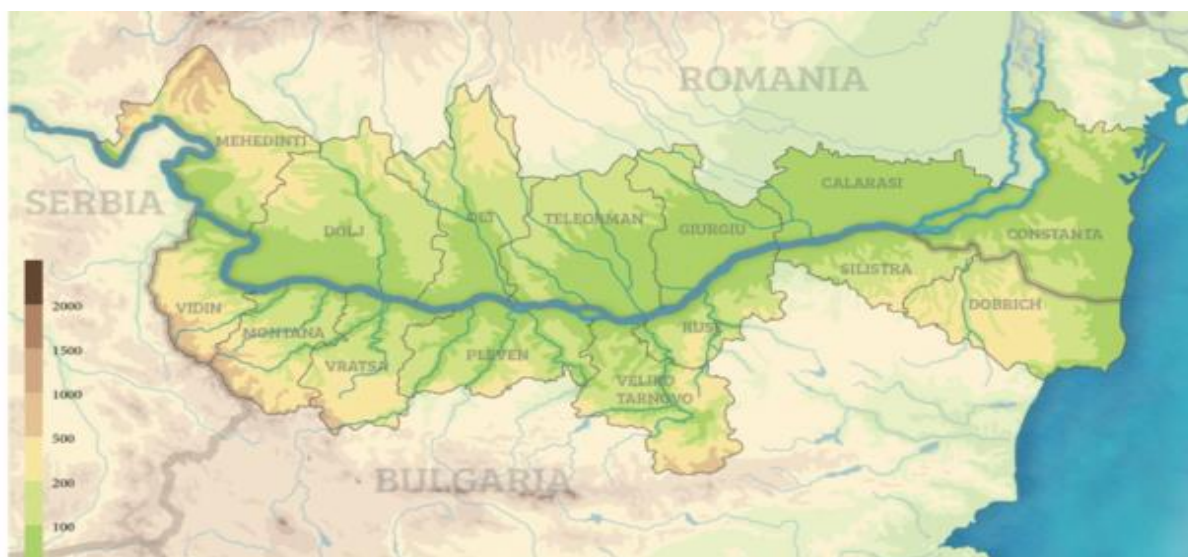 ROMANIA
MEHEDINTI
CALARASI
SERBIA
OLT
TELEORMAN
GIURGIU
DOLJ
CONSTANTA
SILISTRA
DOBRICH
VIDIN
2000
RUSE
MONTANA
PLEVEN
1500
VRATSA
VELIKO
TARNOVO
1000
500
BULGARIA
200
100